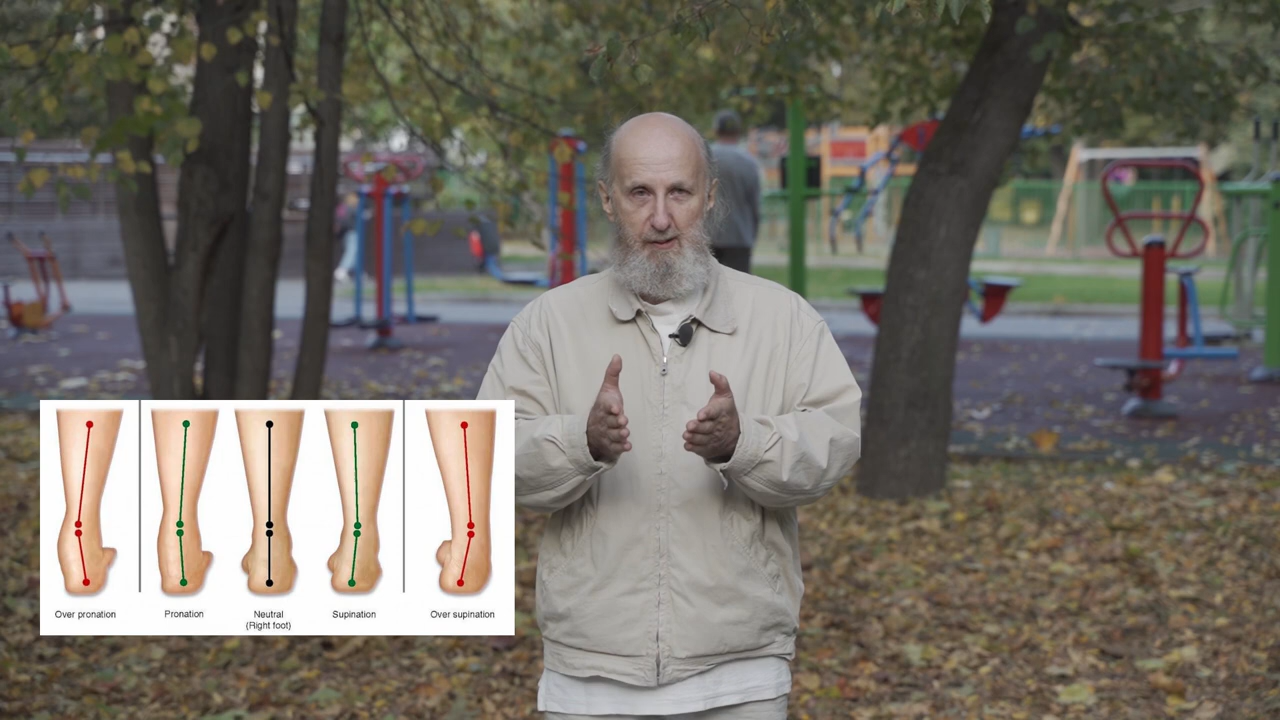 Over pronation
Pronation
Neutral
(Right foot)
Supination
Over supination